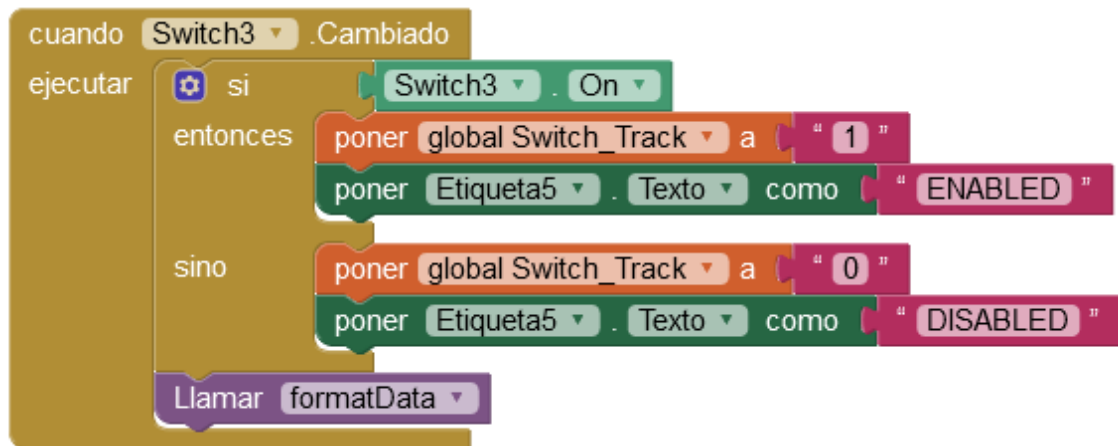 cuando Switch3 .Cambiado
ejecutar si Switch3 . On
entonces poner global Switch_Track a " 1 "
poner Etiqueta5 . Texto como " ENABLED "
sino poner global Switch_Track a " 0 "
poner Etiqueta5 . Texto como " DISABLED "
Llamar formatData